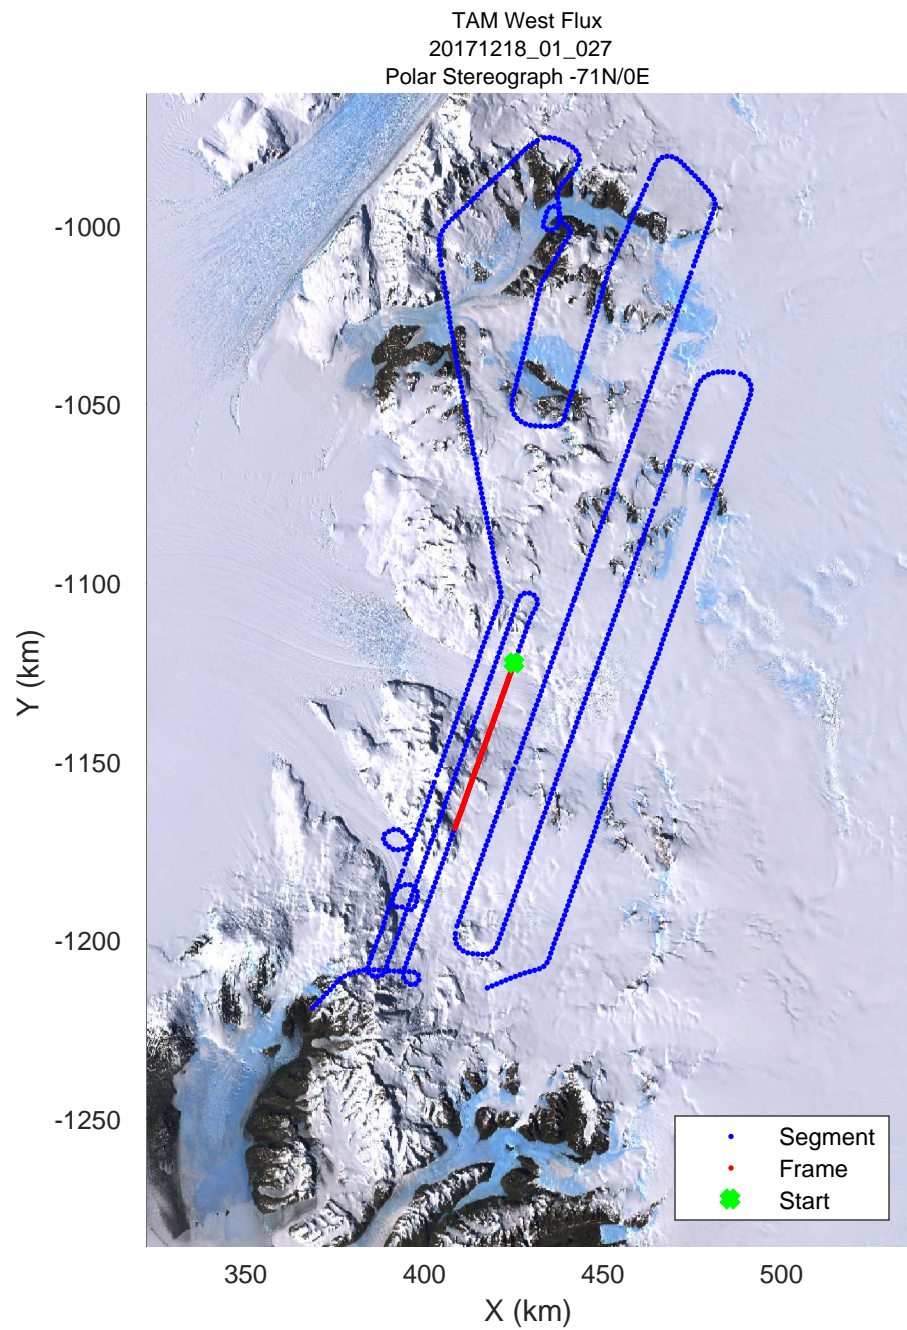 TAM West Flux
20171218_01_027
Polar Stereograph -71N/0E
-1000
-1050
-1100
-1150
-1200
-1250
Y (km)
350
400
450
500
X (km)
Segment
Frame
Start